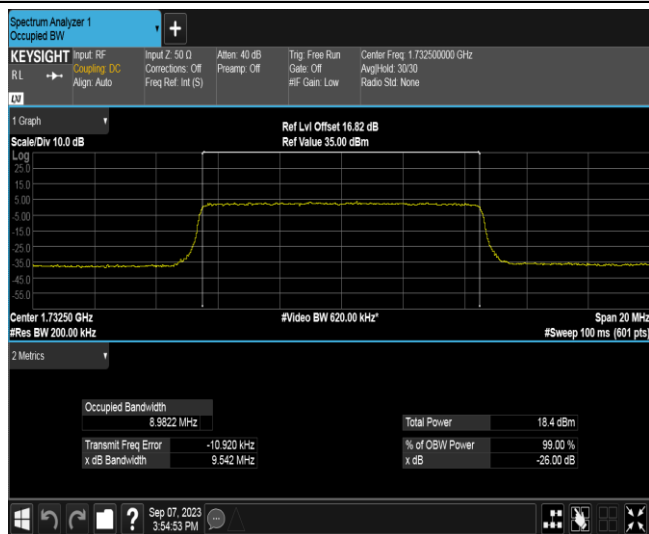 Spectrum Analyzer 1
Occupied BW
+
KEYSIGHT
RL
LXI
Input: RF
Coupling: DC
Align: Auto
Input Z: 50 Ω
Corrections: Off
Freq Ref: Int (S)
Atten: 40 dB
Preamp: Off
Trig: Free Run
Gate: Off
#IF Gain: Low
Center Freq: 1.732500000 GHz
Avg|Hold: 30/30
Radio Std: None
1 Graph
Scale/Div 10.0 dB
Ref Lvl Offset 16.82 dB
Ref Value 35.00 dBm
Log
25.0
15.0
5.00
-5.00
-15.0
-25.0
-35.0
-45.0
-55.0
Center 1.73250 GHz
#Res BW 200.00 kHz
#Video BW 620.00 kHz*
Span 20 MHz
#Sweep 100 ms (601 pts)
2 Metrics
Occupied Bandwidth
8.9822 MHz
Transmit Freq Error -10.920 kHz
x dB Bandwidth 9.542 MHz
Total Power 18.4 dBm
% of OBW Power 99.00 %
x dB -26.00 dB
?
Sep 07, 2023
3:54:53 PM